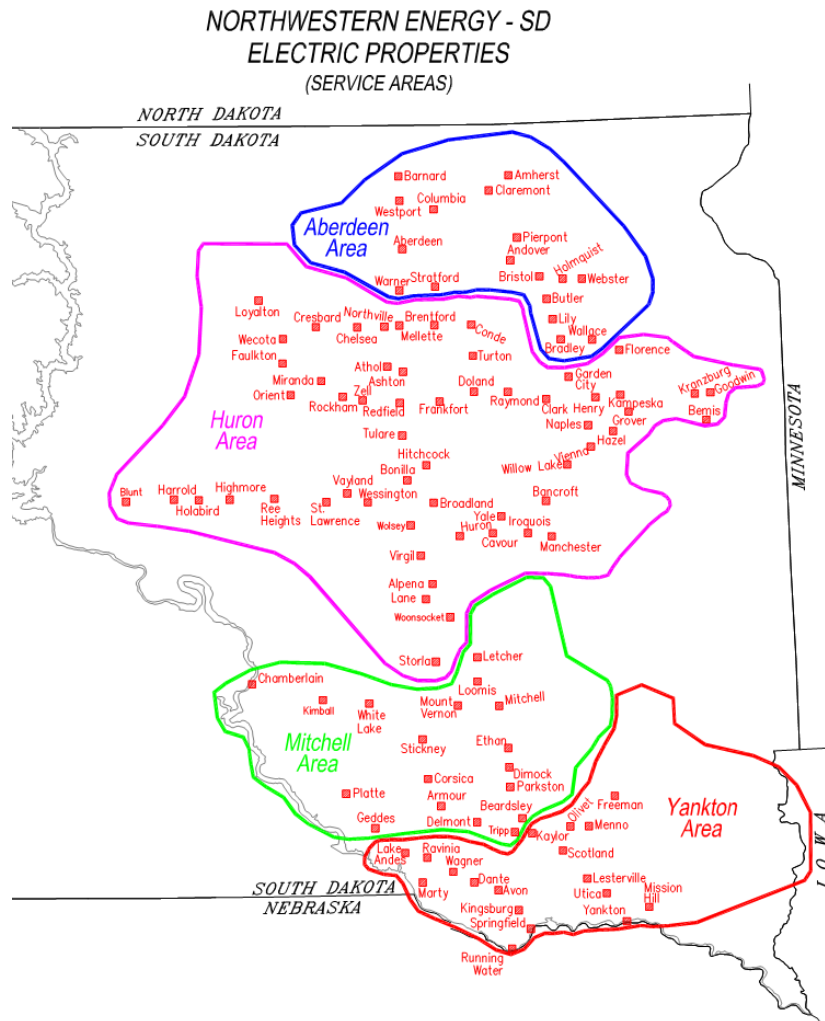 NORTHWESTERN ENERGY - SD
ELECTRIC PROPERTIES
(SERVICE AREAS)
NORTH DAKOTA
SOUTH DAKOTA
Barnard
Amherst
Claremont
Columbia
Westport
Aberdeen
Area
Aberdeen
Pierpont
Andover
Holmquist
Bristol
Webster
Warner
Stratford
Butler
Loyalton
Lily
Cresbard
Northville
Brentford
Conde
Wallace
Chelsea
Mellette
Bradley
Wecota
Florence
Faulkton
Turton
Athol
Ashton
Garden
City
Miranda
Kranzburg
Goodwin
Orient
Zell
Doland
Rockham
Redfield
Frankfort
Raymond
Clark
Henry
Kampeska
Grover
Bemis
Huron
Area
Naples
Hazel
Tulare
Vienna
Hitchcock
Willow Lake
Bonilla
MINNESOTA
Blunt
Harrold
Holabird
Highmore
Ree
Heights
St.
Lawrence
Vayland
Wessington
Broadland
Bancroft
Yale
Wolsey
Huron
Iroquois
Cavour
Manchester
Virgil
Alpena
Lane
Woonsocket
Storla
Letcher
Chamberlain
Loomis
Kimball
White
Lake
Mount
Vernon
Mitchell
Mitchell
Area
Stickney
Ethan
Dimock
Corsica
Parkston
Platte
Armour
Beardsley
Olivet
Freeman
Yankton
Area
Geddes
Delmont
Tripp
Kaylor
Menno
IOWA
Lake
Andes
Ravinia
Scotland
Wagner
Marty
Dante
Avon
Lesterville
Utica
Mission
Hill
SOUTH DAKOTA
NEBRASKA
Kingsburg
Yankton
Springfield
Running
Water